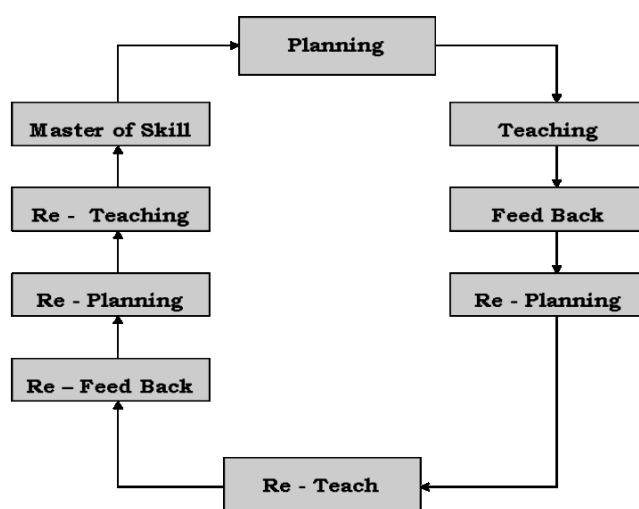 Planning
Teaching
Feed Back
Re - Planning
Re - Teach
Re – Feed Back
Re - Planning
Re - Teaching
Master of Skill